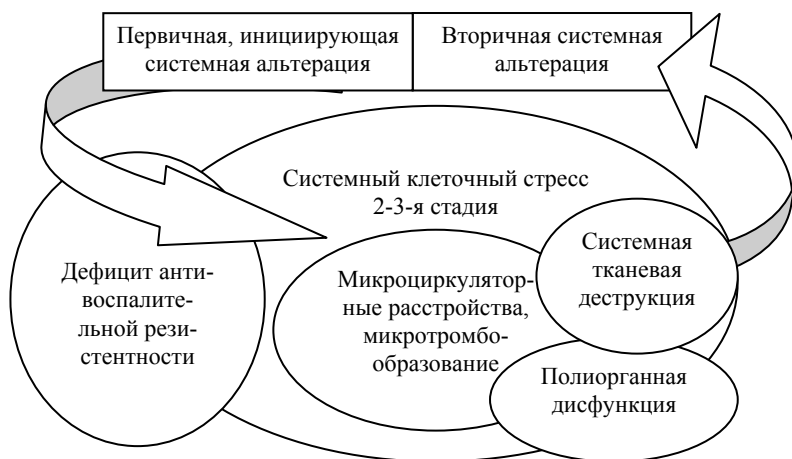 Первичная, инициирующая
системная альтерация
Вторичная системная
альтерация
Системный клеточный стресс
2-3-я стадия
Дефицит анти-
воспалите-
льной рези-
стентности
Микроциркулятор-
ные расстройства,
микротромбо-
образование
Системная
тканевая
деструкция
Полиорганная
дисфункция